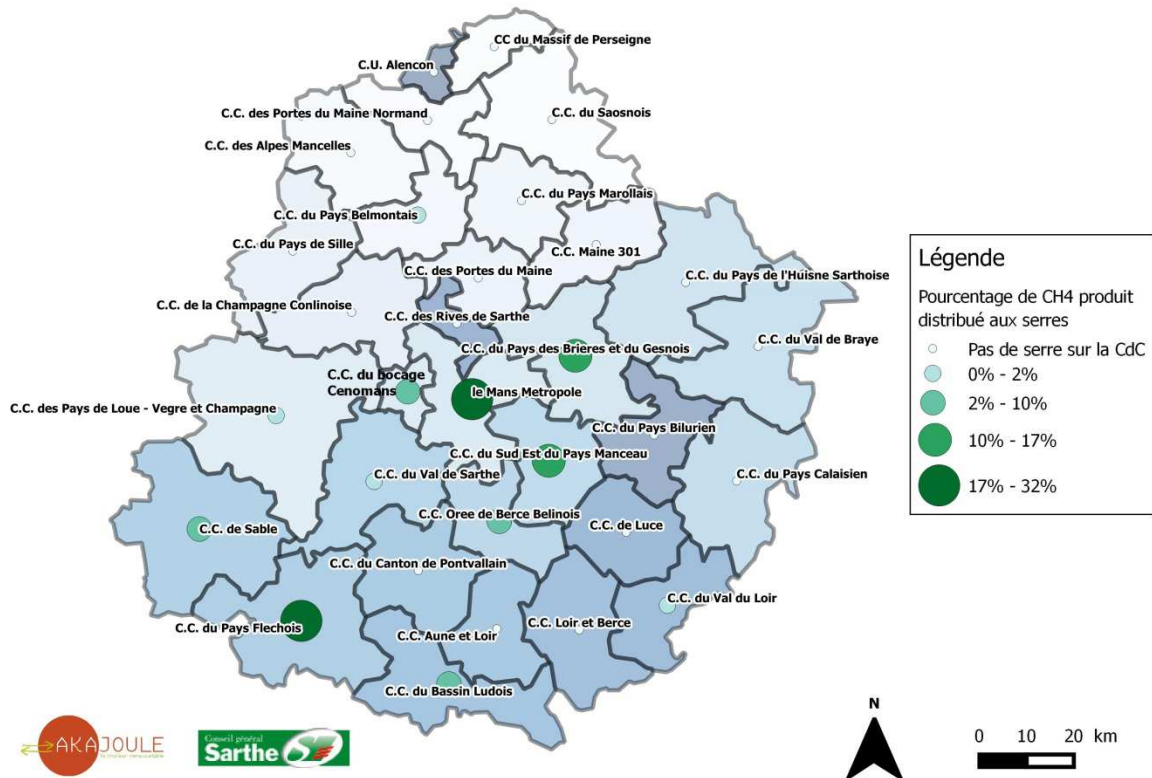 CC du Massif de Perseigne
C.U. Alencon
C.C. des Portes du Maine Normand
C.C. du Saosnois
C.C. des Alpes Mancelles
C.C. du Pays Marollais
C.C. du Pays Belmontais
C.C. du Pays de Sille
C.C. Maine 301
C.C. des Portes du Maine
C.C. du Pays de l'Huisne Sarthoise
C.C. de la Champagne Conlinoise
C.C. des Rives de Sarthe
C.C. du Val de Braye
C.C. du Pays des Brieres et du Gesnois
C.C. du bocage
Cenomans
le Mans Metropole
C.C. des Pays de Loue - Vegre et Champagne
C.C. du Pays Bilurien
C.C. du Sud Est du Pays Manceau
C.C. du Val de Sarthe
C.C. du Pays Calaisien
C.C. Oree de Berce Belinois
C.C. de Sable
C.C. de Luce
C.C. du Canton de Pontvallain
C.C. du Val du Loir
C.C. du Pays Flechois
C.C. Aune et Loir
C.C. Loir et Berce
C.C. du Bassin Ludois
Légende
Pourcentage de CH4 produit
distribué aux serres
Pas de serre sur la CdC
0% - 2%
2% - 10%
10% - 17%
17% - 32%
AKAJOULE
Conseil général
Sarthe
N
0 10 20 km